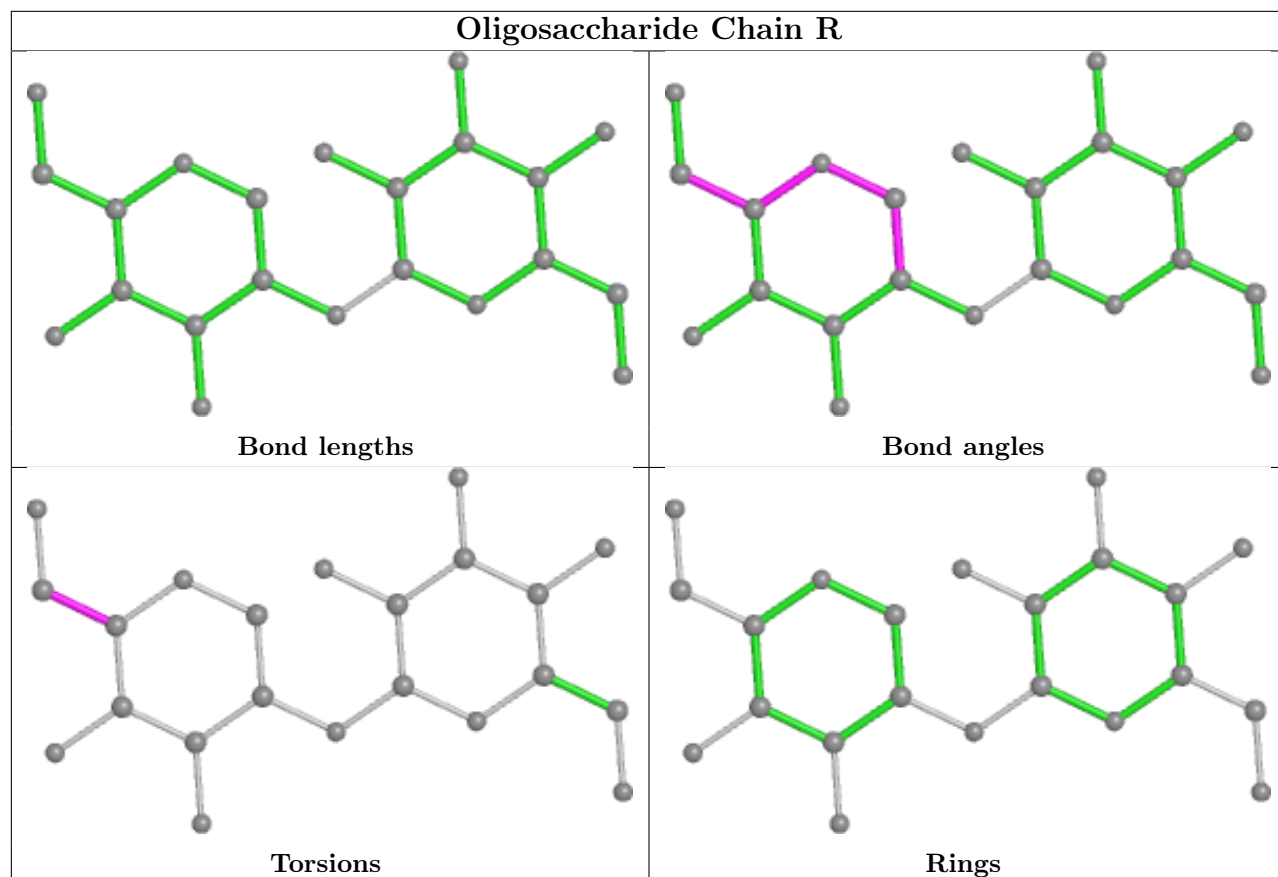 Oligosaccharide Chain R
Bond lengths
Bond angles
Torsions
Rings